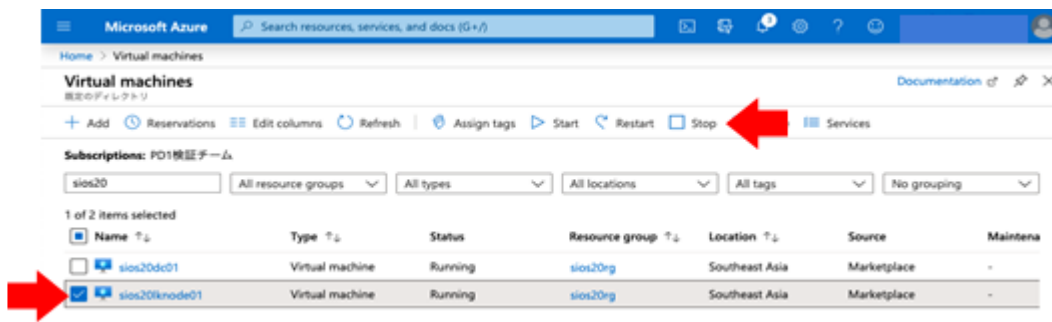 Microsoft Azure Search resources, services, and docs (G+/) 3 ?
Home > Virtual machines
Virtual machines Documentation
既定のディレクトリ
Add Reservations Edit columns Refresh Assign tags Start Restart Stop Services
Subscriptions: PD1検証チーム
sios20 All resource groups All types All locations All tags No grouping
1 of 2 items selected
Name Type Status Resource group Location Source Maintena
sios20dc01 Virtual machine Running sios20rg Southeast Asia Marketplace -
sios20lknode01 Virtual machine Running sios20rg Southeast Asia Marketplace -